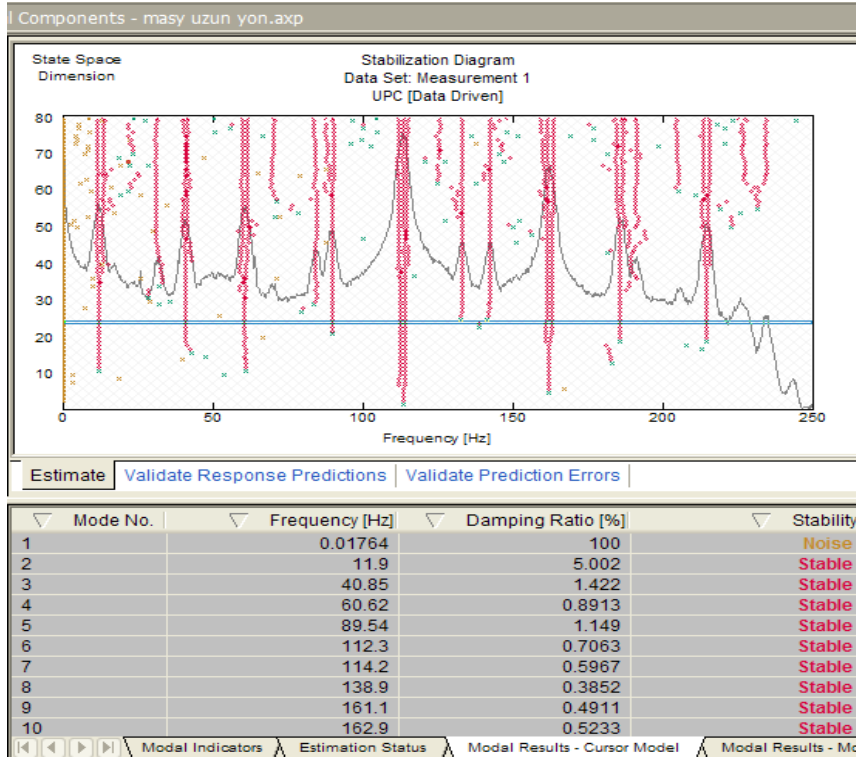 l Components - masy uzun yon.axp
State Space
Dimension
Stabilization Diagram
Data Set: Measurement 1
UPC [Data Driven]
80
70
60
50
40
30
20
10
0 50 100 150 200 250
Frequency [Hz]
Estimate Validate Response Predictions Validate Prediction Errors
Mode No. Frequency [Hz] Damping Ratio [%] Stability
1 0.01764 100 Noise
2 11.9 5.002 Stable
3 40.85 1.422 Stable
4 60.62 0.8913 Stable
5 89.54 1.149 Stable
6 112.3 0.7063 Stable
7 114.2 0.5967 Stable
8 138.9 0.3852 Stable
9 161.1 0.4911 Stable
10 162.9 0.5233 Stable
Modal Indicators Estimation Status Modal Results - Cursor Model Modal Results - Mo